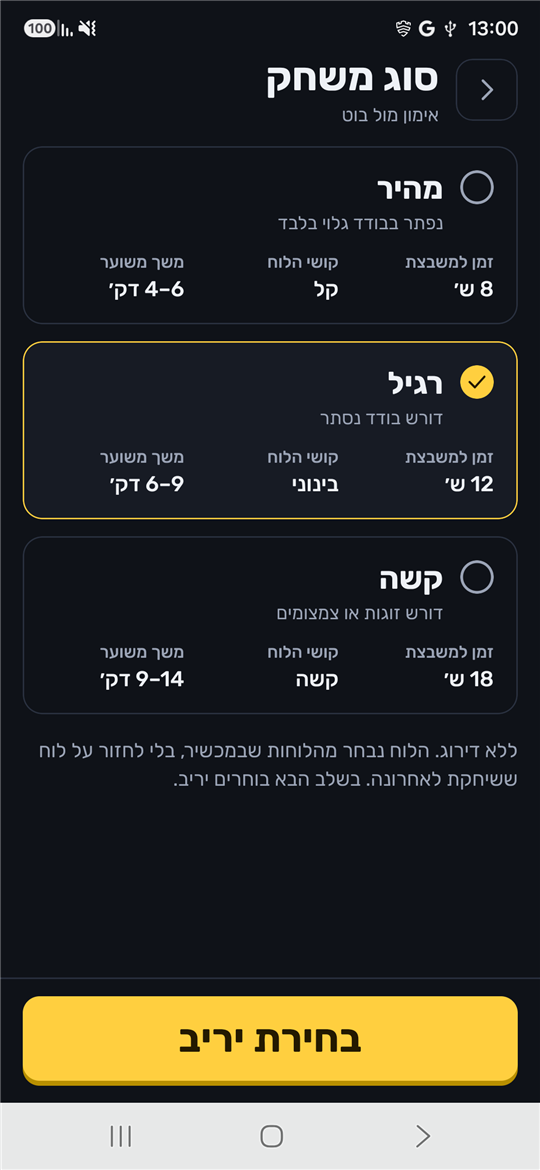 100
13:00
סוג משחק
אימון מול בוט
מהיר
נפתר בבודד גלוי בלבד
זמן למשבצת קושי הלוח משך משוער
8 ש׳ קל 4–6 דק׳
רגיל
דורש בודד נסתר
זמן למשבצת קושי הלוח משך משוער
12 ש׳ בינוני 6–9 דק׳
קשה
דורש זוגות או צמצומים
זמן למשבצת קושי הלוח משך משוער
18 ש׳ קשה 9–14 דק׳
ללא דירוג. הלוח נבחר מהלוחות שבמכשיר, בלי לחזור על לוח
ששיחקת לאחרונה. בשלב הבא בוחרים יריב.
בחירת יריב